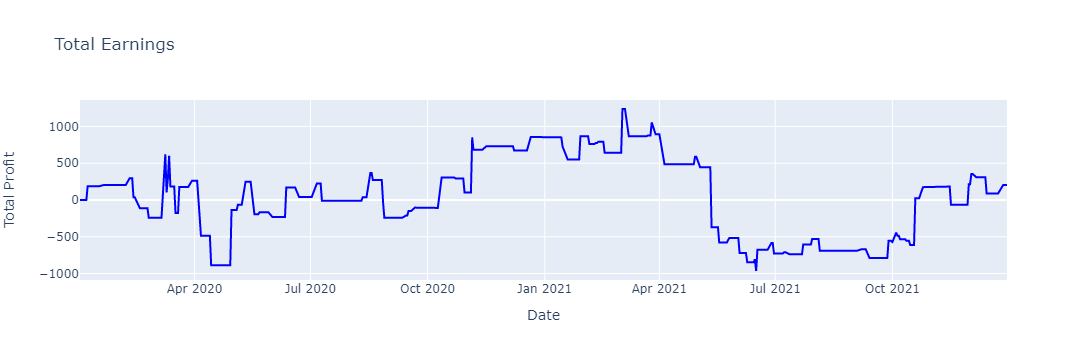 Total Earnings
Total Profit
1000
500
0
−500
−1000
Apr 2020
Jul 2020
Oct 2020
Jan 2021
Apr 2021
Jul 2021
Oct 2021
Date